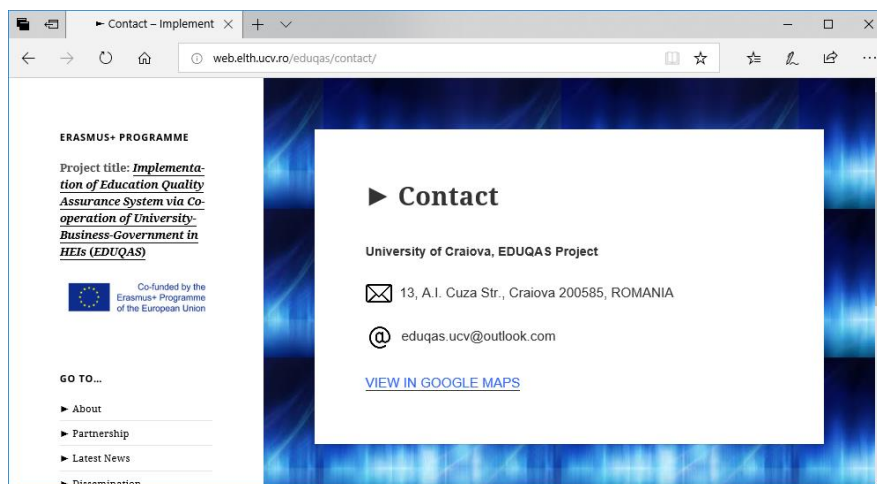 ► Contact – Implement
web.elth.ucv.ro/eduqas/contact/
ERASMUS+ PROGRAMME
Project title: Implementa-
tion of Education Quality
Assurance System via Co-
operation of University-
Business-Government in
HEIs (EDUQAS)
Co-funded by the
Erasmus+ Programme
of the European Union
GO TO...
► About
► Partnership
► Latest News
► Dissemination
► Contact
University of Craiova, EDUQAS Project
13, A.I. Cuza Str., Craiova 200585, ROMANIA
@ eduqas.ucv@outlook.com
VIEW IN GOOGLE MAPS